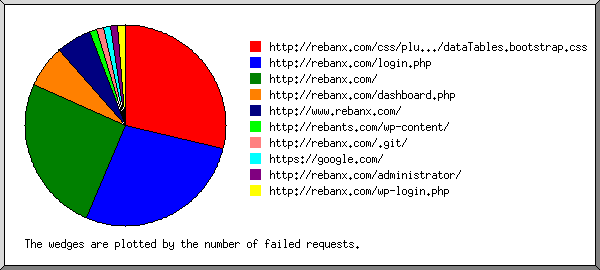 http://rebanx.com/css/plu.../dataTables.bootstrap.css
http://rebanx.com/login.php
http://rebanx.com/
http://rebanx.com/dashboard.php
http://www.rebanx.com/
http://rebants.com/wp-content/
http://rebanx.com/.git/
https://google.com/
http://rebanx.com/administrator/
http://rebanx.com/wp-login.php
The wedges are plotted by the number of failed requests.